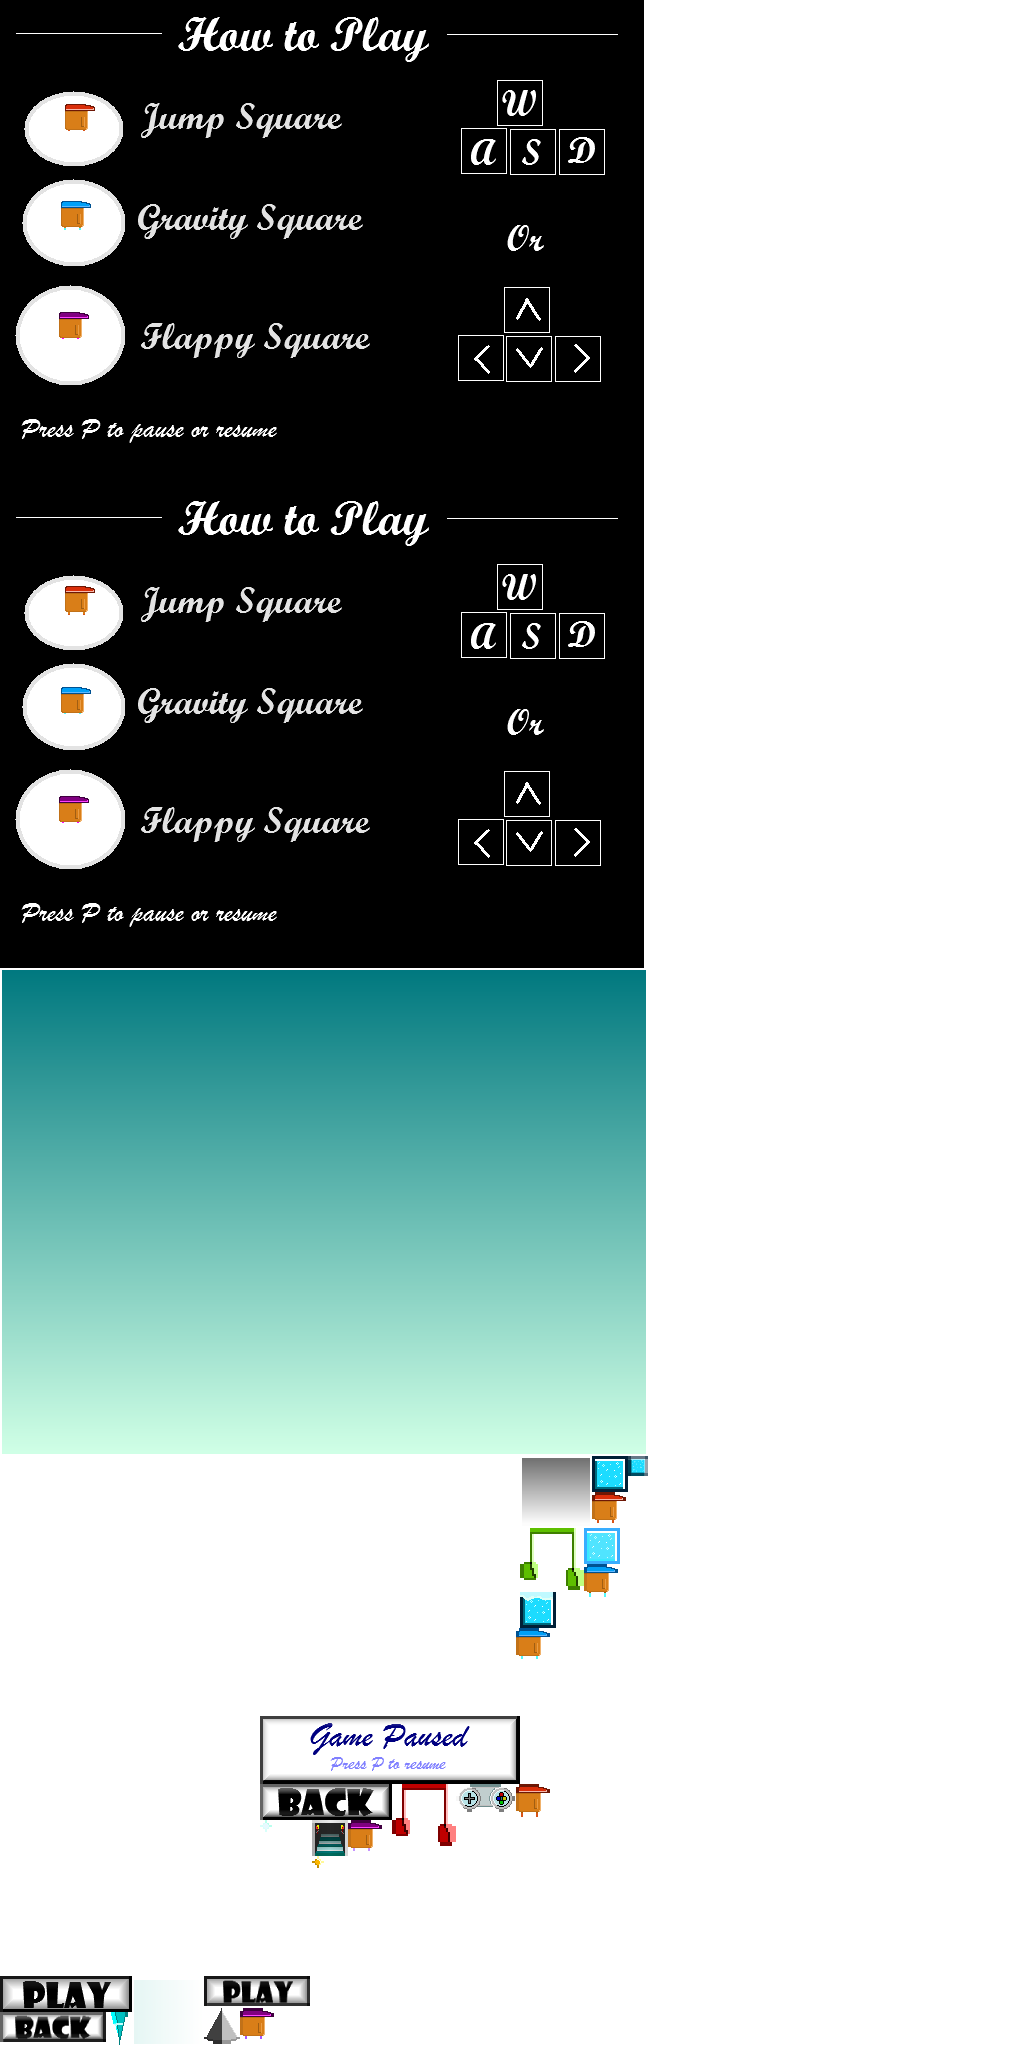 How to Play
Jump Square
W
A S D
Gravity Square
Or
Flappy Square
Press P to pause or resume
How to Play
Jump Square
W
A S D
Gravity Square
Or
Flappy Square
Press P to pause or resume
Game Paused
Press P to resume
BACK
PLAY
PLAY
BACK